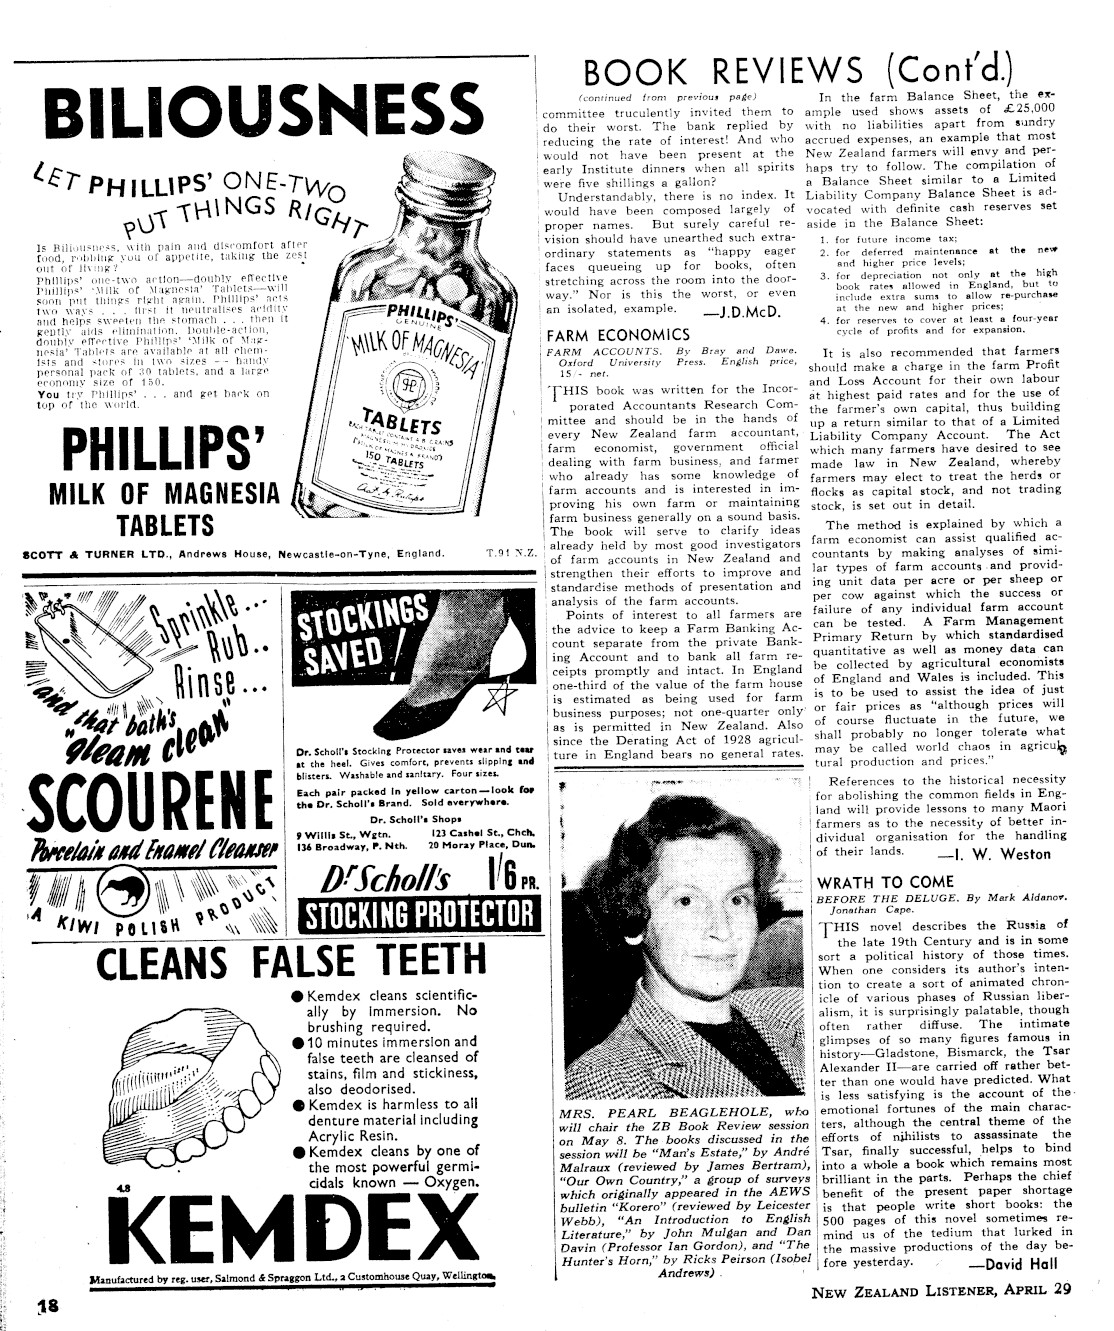 BILIOUSNESS
LET PHILLIPS' ONE-TWO
PUT THINGS RIGHT
Is Biliousness, with pain and discomfort after
food, robbing you of appetite, taking the zest
out of living?
Phillips' one-two action—doubly effective
Phillips' 'Milk of Magnesia' Tablets—will
soon put things right again. Phillips' acts
two ways . . . first it neutralises acidity
and helps sweeten the stomach . . . then it
gently aids elimination. Double-action,
doubly effective Phillips' 'Milk of Mag-
nesia' Tablets are available at all chem-
ists and stores in two sizes -- handy
personal pack of 30 tablets, and a large
economy size of 150.
You try Phillips' . . . and get back on
top of the world.
PHILLIPS'
GENUINE
'MILK OF MAGNESIA'
TABLETS
150 TABLETS
PHILLIPS'
MILK OF MAGNESIA
TABLETS
SCOTT & TURNER LTD., Andrews House, Newcastle-on-Tyne, England.
T.91 N.Z.
Sprinkle...
Rub..
Rinse...
and that bath's
"gleam clean"
SCOURENE
Porcelain and Enamel Cleanser
A KIWI POLISH PRODUCT
STOCKINGS
SAVED!
Dr. Scholl's Stocking Protector saves wear and tear
at the heel. Gives comfort, prevents slipping and
blisters. Washable and sanitary. Four sizes.
Each pair packed in yellow carton—look for
the Dr. Scholl's Brand. Sold everywhere.
Dr. Scholl's Shops
9 Willis St., Wgtn. 123 Cashel St., Chch.
136 Broadway, P. Nth. 20 Moray Place, Dun.
Dr Scholl's 1/6 PR.
STOCKING PROTECTOR
CLEANS FALSE TEETH
● Kemdex cleans scientific-
ally by immersion. No
brushing required.
● 10 minutes immersion and
false teeth are cleansed of
stains, film and stickiness,
also deodorised.
● Kemdex is harmless to all
denture material including
Acrylic Resin.
● Kemdex cleans by one of
the most powerful germi-
cidals known — Oxygen.
4.8
KEMDEX
Manufactured by reg. user, Salmond & Spraggon Ltd., 2 Customhouse Quay, Wellington.
18
BOOK REVIEWS (Cont'd.)
(continued from previous page)
committee truculently invited them to
do their worst. The bank replied by
reducing the rate of interest! And who
would not have been present at the
early Institute dinners when all spirits
were five shillings a gallon?
Understandably, there is no index. It
would have been composed largely of
proper names. But surely careful re-
vision should have unearthed such extra-
ordinary statements as "happy eager
faces queueing up for books, often
stretching across the room into the door-
way." Nor is this the worst, or even
an isolated, example. —J.D.McD.
FARM ECONOMICS
FARM ACCOUNTS. By Bray and Dawe.
Oxford University Press. English price,
15/- net.
THIS book was written for the Incor-
porated Accountants Research Com-
mittee and should be in the hands of
every New Zealand farm accountant,
farm economist, government official
dealing with farm business, and farmer
who already has some knowledge of
farm accounts and is interested in im-
proving his own farm or maintaining
farm business generally on a sound basis.
The book will serve to clarify ideas
already held by most good investigators
of farm accounts in New Zealand and
strengthen their efforts to improve and
standardise methods of presentation and
analysis of the farm accounts.
Points of interest to all farmers are
the advice to keep a Farm Banking Ac-
count separate from the private Bank-
ing Account and to bank all farm re-
ceipts promptly and intact. In England
one-third of the value of the farm house
is estimated as being used for farm
business purposes; not one-quarter only
as is permitted in New Zealand. Also
since the Derating Act of 1928 agricul-
ture in England bears no general rates.
MRS. PEARL BEAGLEHOLE, who
will chair the ZB Book Review session
on May 8. The books discussed in the
session will be "Man's Estate," by André
Malraux (reviewed by James Bertram),
"Our Own Country," a group of surveys
which originally appeared in the AEWS
bulletin "Korero" (reviewed by Leicester
Webb), "An Introduction to English
Literature," by John Mulgan and Dan
Davin (Professor Ian Gordon), and "The
Hunter's Horn," by Ricks Peirson (Isobel
Andrews)
In the farm Balance Sheet, the ex-
ample used shows assets of £25,000
with no liabilities apart from sundry
accrued expenses, an example that most
New Zealand farmers will envy and per-
haps try to follow. The compilation of
a Balance Sheet similar to a Limited
Liability Company Balance Sheet is ad-
vocated with definite cash reserves set
aside in the Balance Sheet:
1. for future income tax;
2. for deferred maintenance at the new
and higher price levels;
3. for depreciation not only at the high
book rates allowed in England, but to
include extra sums to allow re-purchase
at the new and higher prices;
4. for reserves to cover at least a four-year
cycle of profits and for expansion.
It is also recommended that farmers
should make a charge in the farm Profit
and Loss Account for their own labour
at highest paid rates and for the use of
the farmer's own capital, thus building
up a return similar to that of a Limited
Liability Company Account. The Act
which many farmers have desired to see
made law in New Zealand, whereby
farmers may elect to treat the herds or
flocks as capital stock, and not trading
stock, is set out in detail.
The method is explained by which a
farm economist can assist qualified ac-
countants by making analyses of simi-
lar types of farm accounts and provid-
ing unit data per acre or per sheep or
per cow against which the success or
failure of any individual farm account
can be tested. A Farm Management
Primary Return by which standardised
quantitative as well as money data can
be collected by agricultural economists
of England and Wales is included. This
is to be used to assist the idea of just
or fair prices as "although prices will
of course fluctuate in the future, we
shall probably no longer tolerate what
may be called world chaos in agricul-
tural production and prices."
References to the historical necessity
for abolishing the common fields in Eng-
land will provide lessons to many Maori
farmers as to the necessity of better in-
dividual organisation for the handling
of their lands. —I. W. Weston
WRATH TO COME
BEFORE THE DELUGE. By Mark Aldanov.
Jonathan Cape.
THIS novel describes the Russia of
the late 19th Century and is in some
sort a political history of those times.
When one considers its author's inten-
tion to create a sort of animated chron-
icle of various phases of Russian liber-
alism, it is surprisingly palatable, though
often rather diffuse. The intimate
glimpses of so many figures famous in
history—Gladstone, Bismarck, the Tsar
Alexander II—are carried off rather bet-
ter than one would have predicted. What
is less satisfying is the account of the
emotional fortunes of the main charac-
ters, although the central theme of the
efforts of nihilists to assassinate the
Tsar, finally successful, helps to bind
into a whole a book which remains most
brilliant in the parts. Perhaps the chief
benefit of the present paper shortage
is that people write short books: the
500 pages of this novel sometimes re-
mind us of the tedium that lurked in
the massive productions of the day be-
fore yesterday. —David Hall
NEW ZEALAND LISTENER, APRIL 29